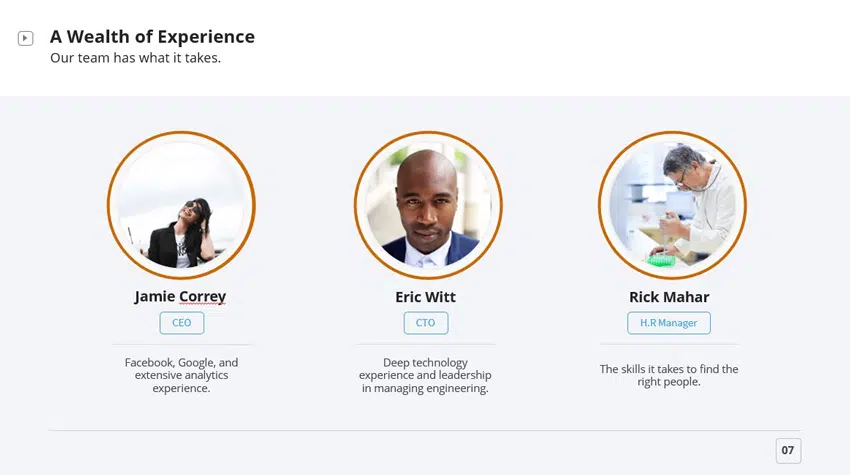 A Wealth of Experience
Our team has what it takes.
Jamie Correy
CEO
Facebook, Google, and
extensive analytics
experience.
Eric Witt
CTO
Deep technology
experience and leadership
in managing engineering.
Rick Mahar
H.R Manager
The skills it takes to find the
right people.
07